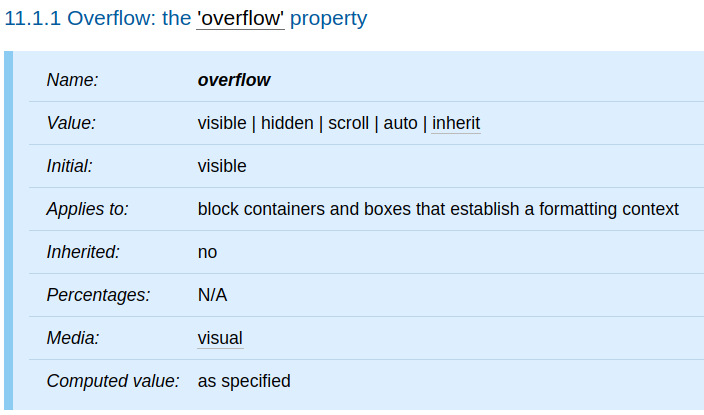 11.1.1 Overflow: the 'overflow' property
Name: overflow
Value: visible | hidden | scroll | auto | inherit
Initial: visible
Applies to: block containers and boxes that establish a formatting context
Inherited: no
Percentages: N/A
Media: visual
Computed value: as specified